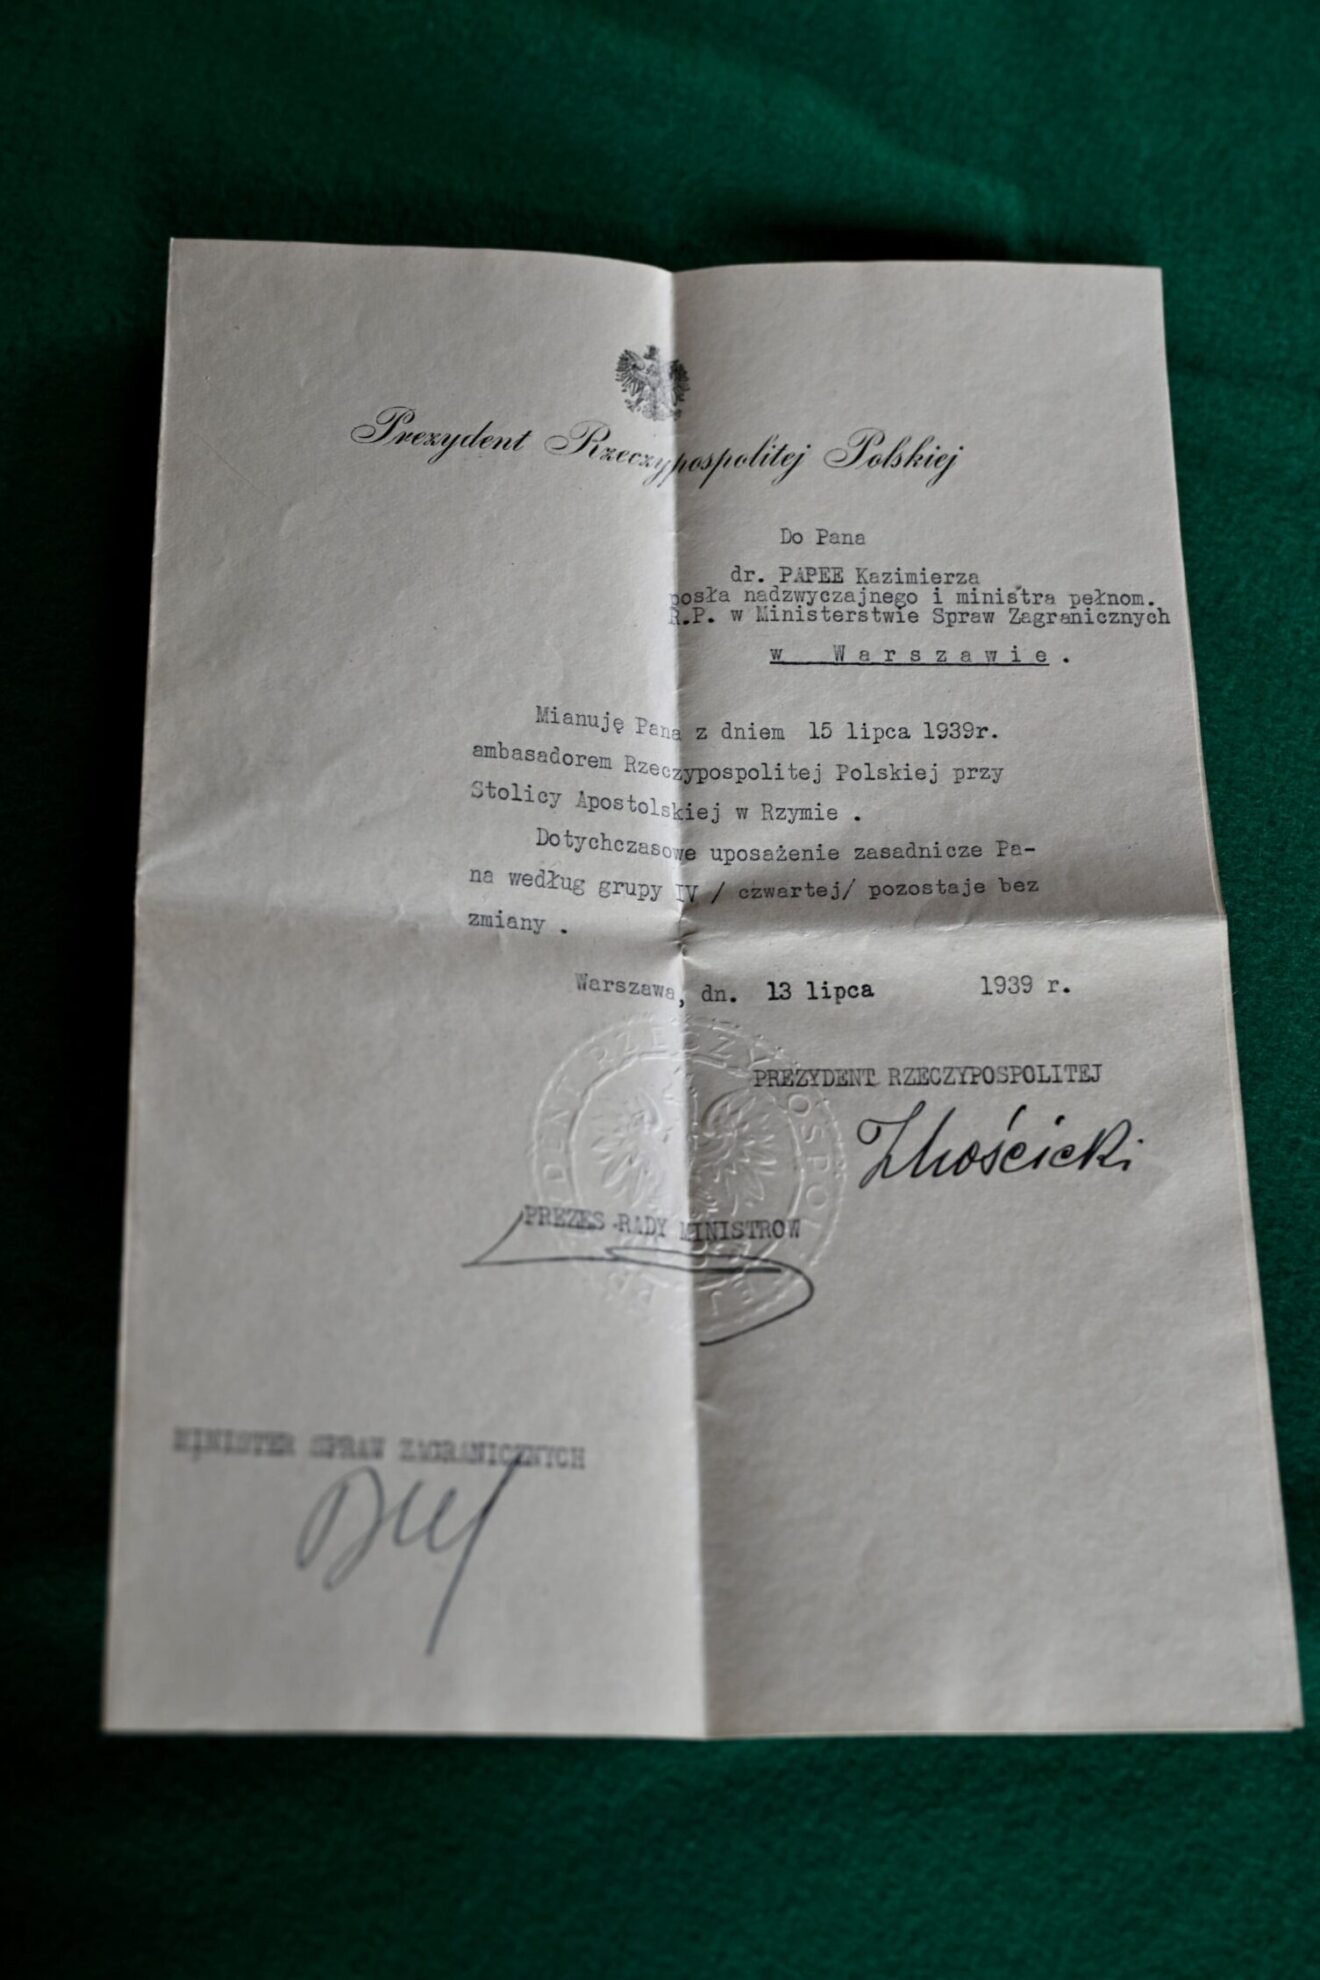 Prezydent Rzeczypospolitej Polskiej
Do Pana
dr. PAPEE Kazimierza
posła nadzwyczajnego i ministra pełnom.
R.P. w Ministerstwie Spraw Zagranicznych
w Warszawie .
Mianuję Pana z dniem 15 lipca 1939r.
ambasadorem Rzeczypospolitej Polskiej przy
Stolicy Apostolskiej w Rzymie .
Dotychczasowe uposażenie zasadnicze Pa-
na według grupy IV / czwartej/ pozostaje bez
zmiany .
Warszawa, dn. 13 lipca 1939 r.
PREZYDENT RZECZYPOSPOLITEJ
IMościcki
PREZES RADY MINISTROW
MINISTER SPRAW ZAGRANICZNYCH